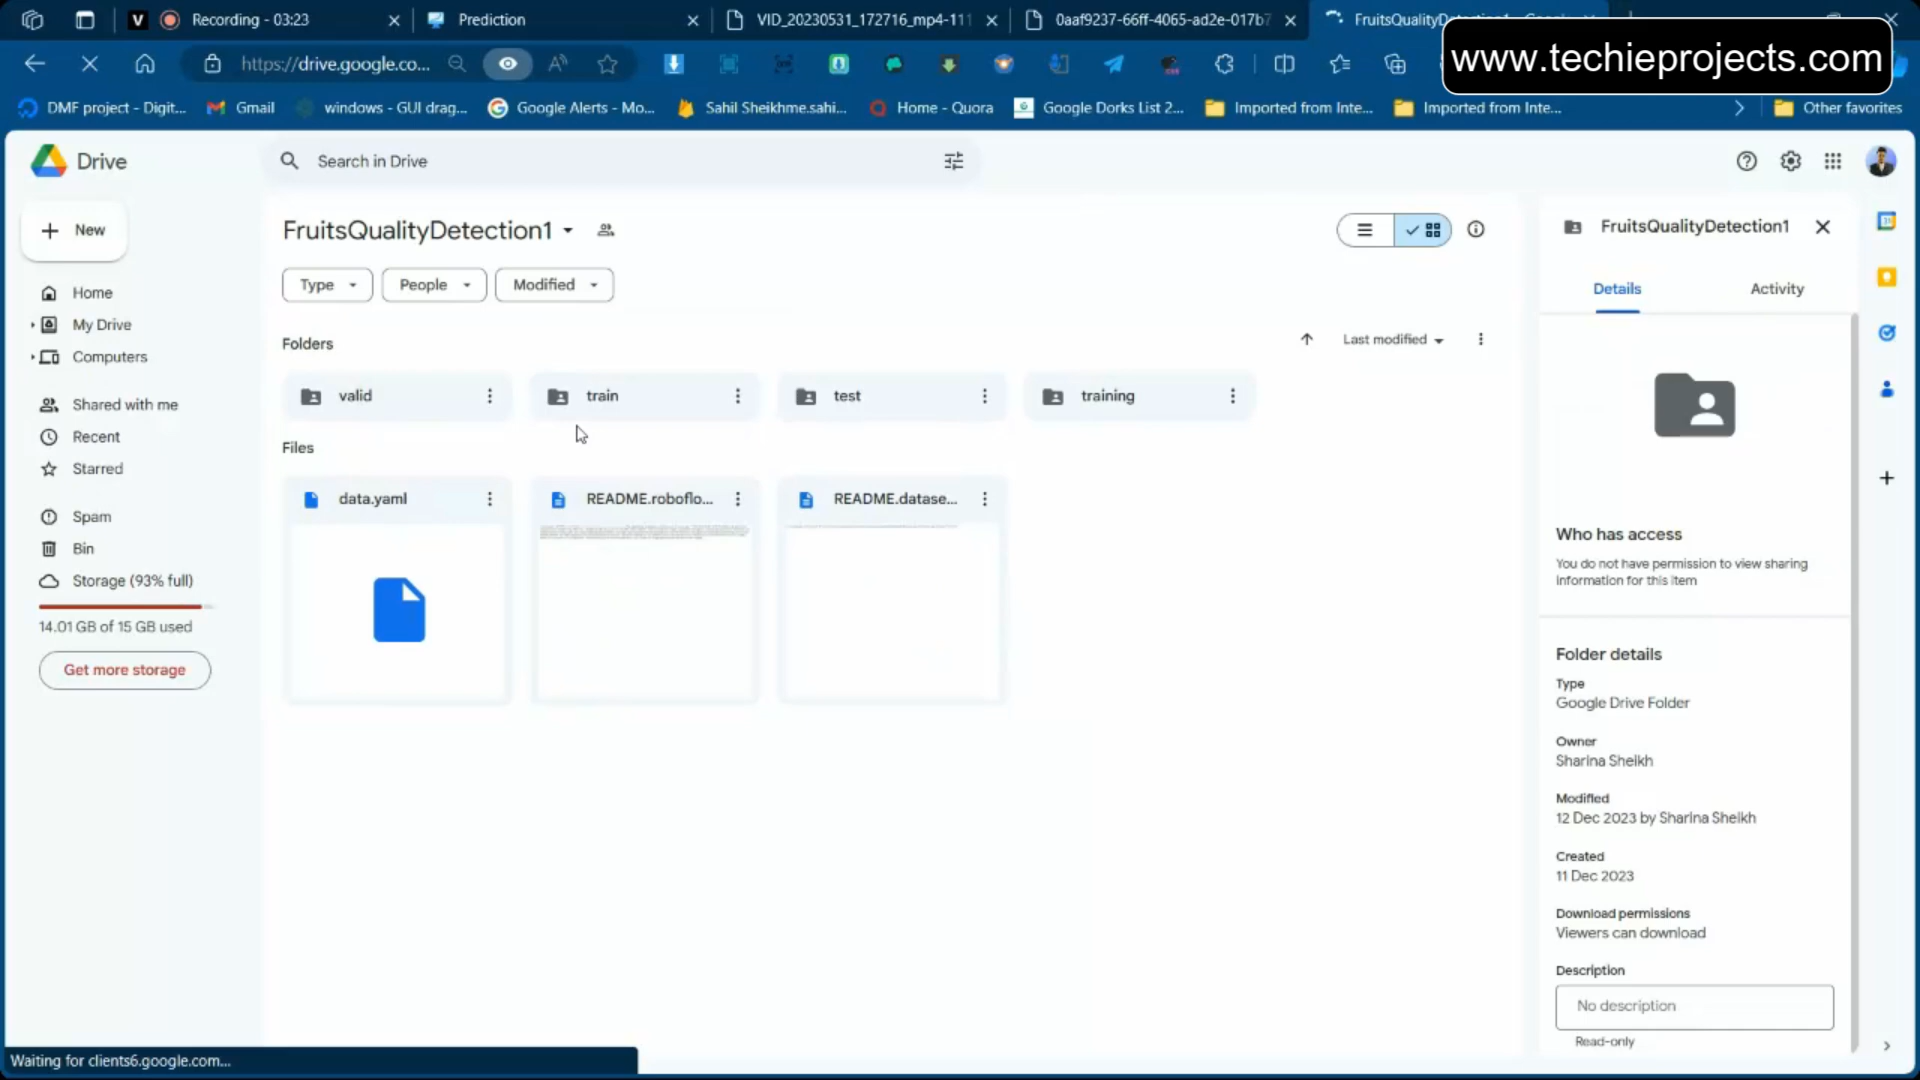 Recording - 03:23
Prediction
VID_20230531_172716_mp4-111
0aaf9237-66ff-4065-ad2e-017b7
FruitsQualityDetection1
www.techieprojects.com
https://drive.google.co...
DMF project - Digit...
Gmail
windows - GUI drag...
Google Alerts - Mo...
Sahil Sheikhme.sahi...
Home - Quora
Google Dorks List 2...
Imported from Inte...
Imported from Inte...
Other favorites
Drive
Search in Drive
New
Home
My Drive
Computers
Shared with me
Recent
Starred
Spam
Bin
Storage (93% full)
14.01 GB of 15 GB used
Get more storage
FruitsQualityDetection1
Type
People
Modified
Folders
Last modified
valid
train
test
training
Files
data.yaml
README.roboflo...
README.datase...
FruitsQualityDetection1
Details
Activity
Who has access
You do not have permission to view sharing
information for this item
Folder details
Type
Google Drive Folder
Owner
Sharina Sheikh
Modified
12 Dec 2023 by Sharina Sheikh
Created
11 Dec 2023
Download permissions
Viewers can download
Description
No description
Read-only
Waiting for clients6.google.com...